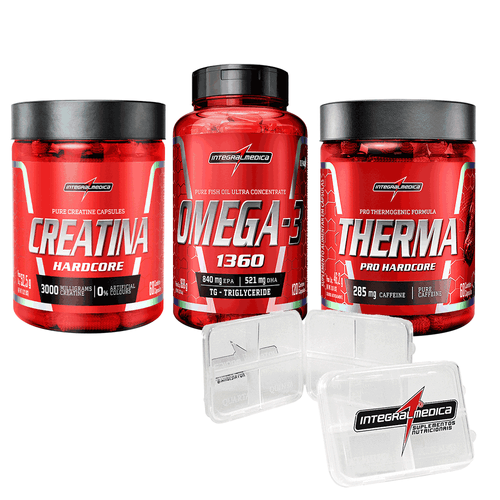 INTEGRALMEDICA
PURE CREATINE CAPSULES
CREATINA
HARDCORE
3000 MILLIGRAMS CREATINE
0% ARTIFICIAL COLOURS
INTEGRALMEDICA
PURE FISH OIL ULTRA CONCENTRATE
OMEGA-3
1360
840 mg EPA
521 mg DHA
TG - TRIGLYCERIDE
120
INTEGRALMEDICA
PRO THERMOGENIC FORMULA
THERMA
PRO HARDCORE
285 mg CAFFEINE
PURE CAFFEINE
INTEGRALMEDICA
SUPLEMENTOS
NUTRICIONAIS